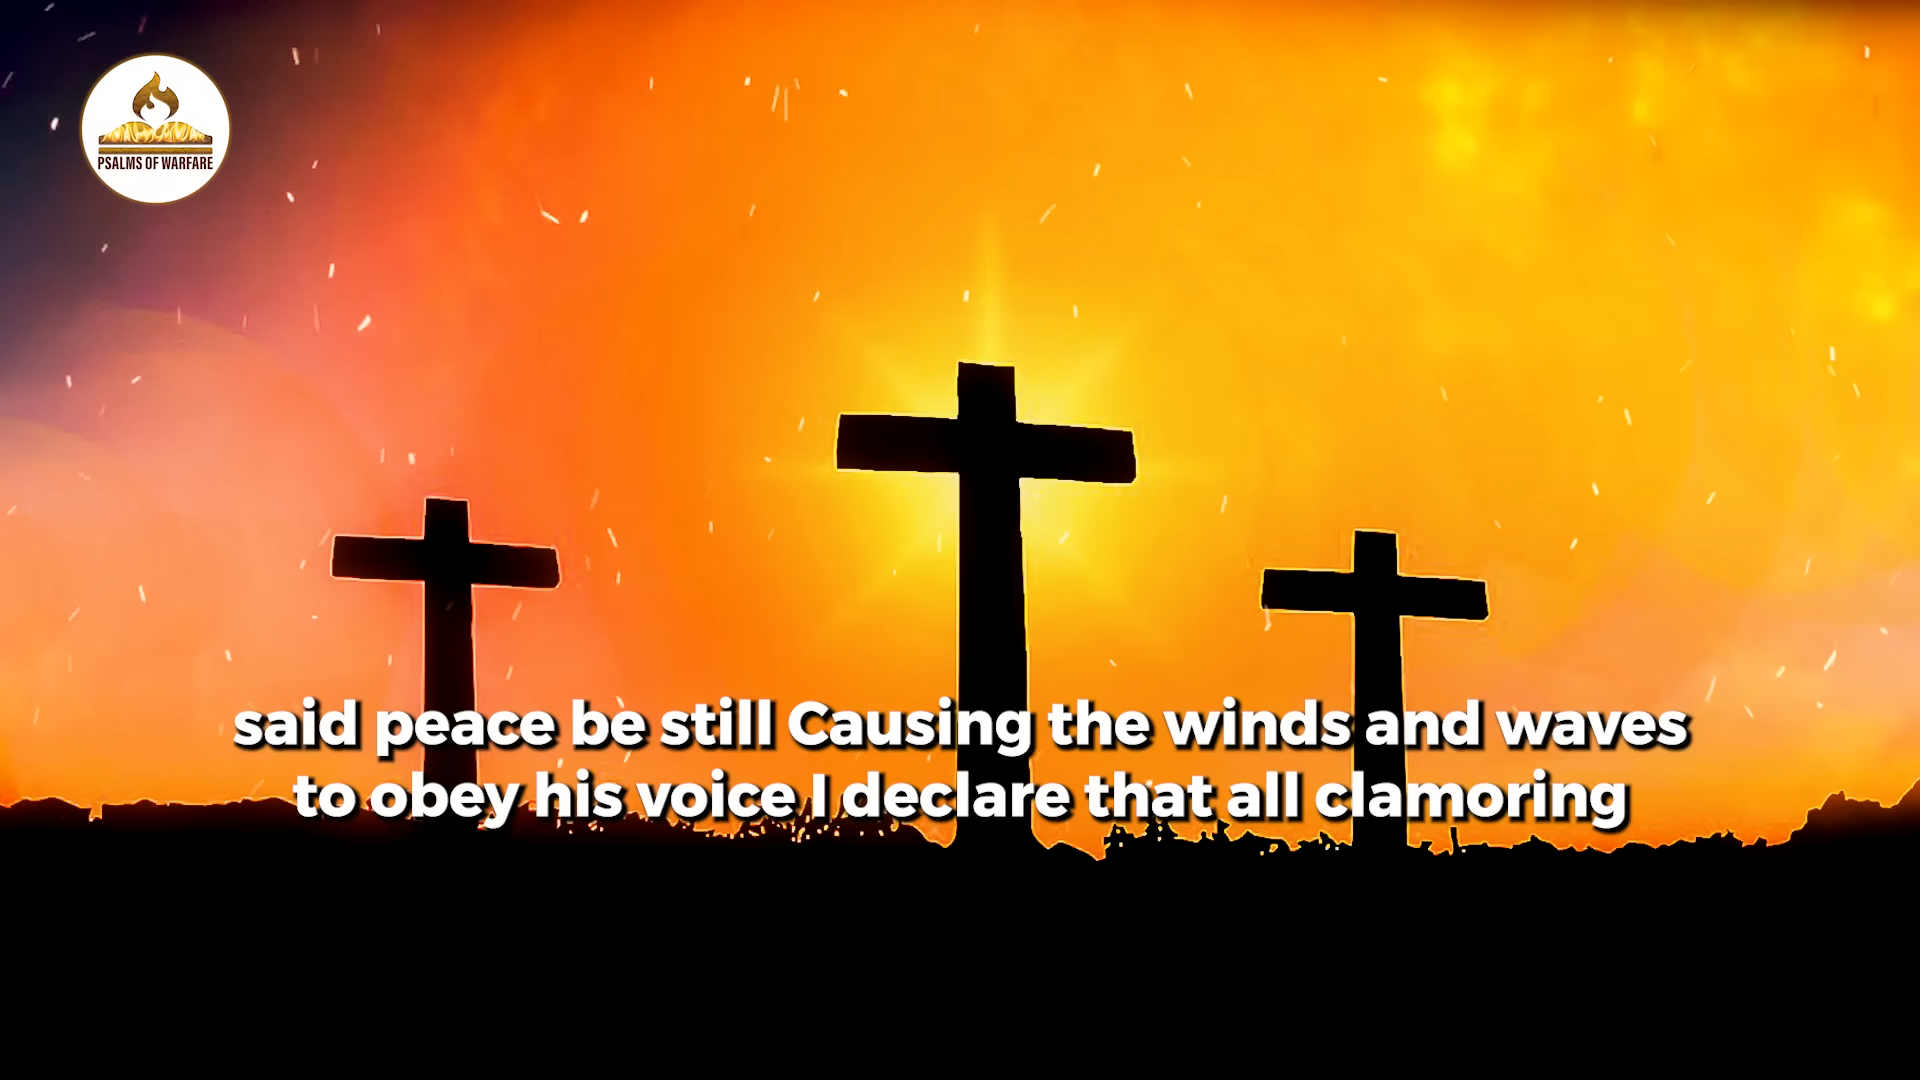 PSALMS OF WARFARE
said peace be still Causing the winds and waves
to obey his voice I declare that all clamoring